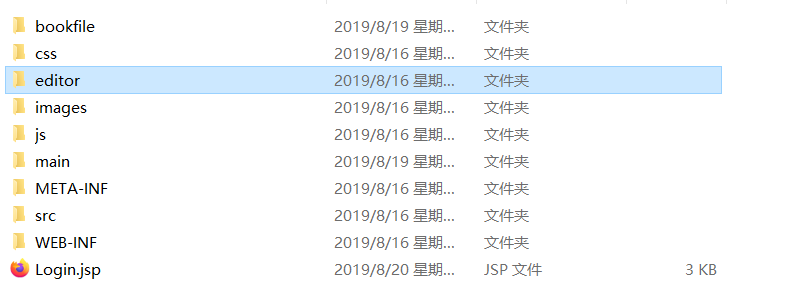 bookfile 2019/8/19 星期... 文件夹
css 2019/8/16 星期... 文件夹
editor 2019/8/16 星期... 文件夹
images 2019/8/16 星期... 文件夹
js 2019/8/16 星期... 文件夹
main 2019/8/19 星期... 文件夹
META-INF 2019/8/16 星期... 文件夹
src 2019/8/16 星期... 文件夹
WEB-INF 2019/8/16 星期... 文件夹
Login.jsp 2019/8/20 星期... JSP 文件 3 KB